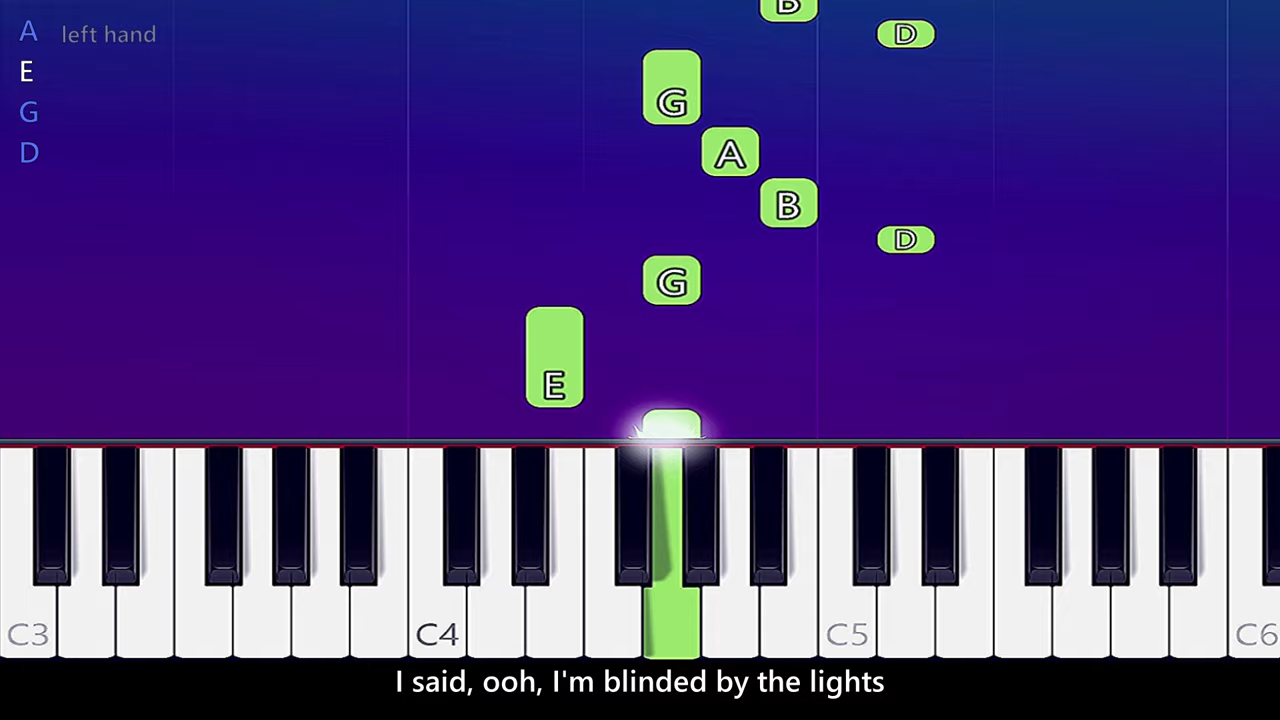 A left hand
E
G
D
B
D
G
A
B
D
G
E
C3 C4 C5 C6
I said, ooh, I'm blinded by the lights